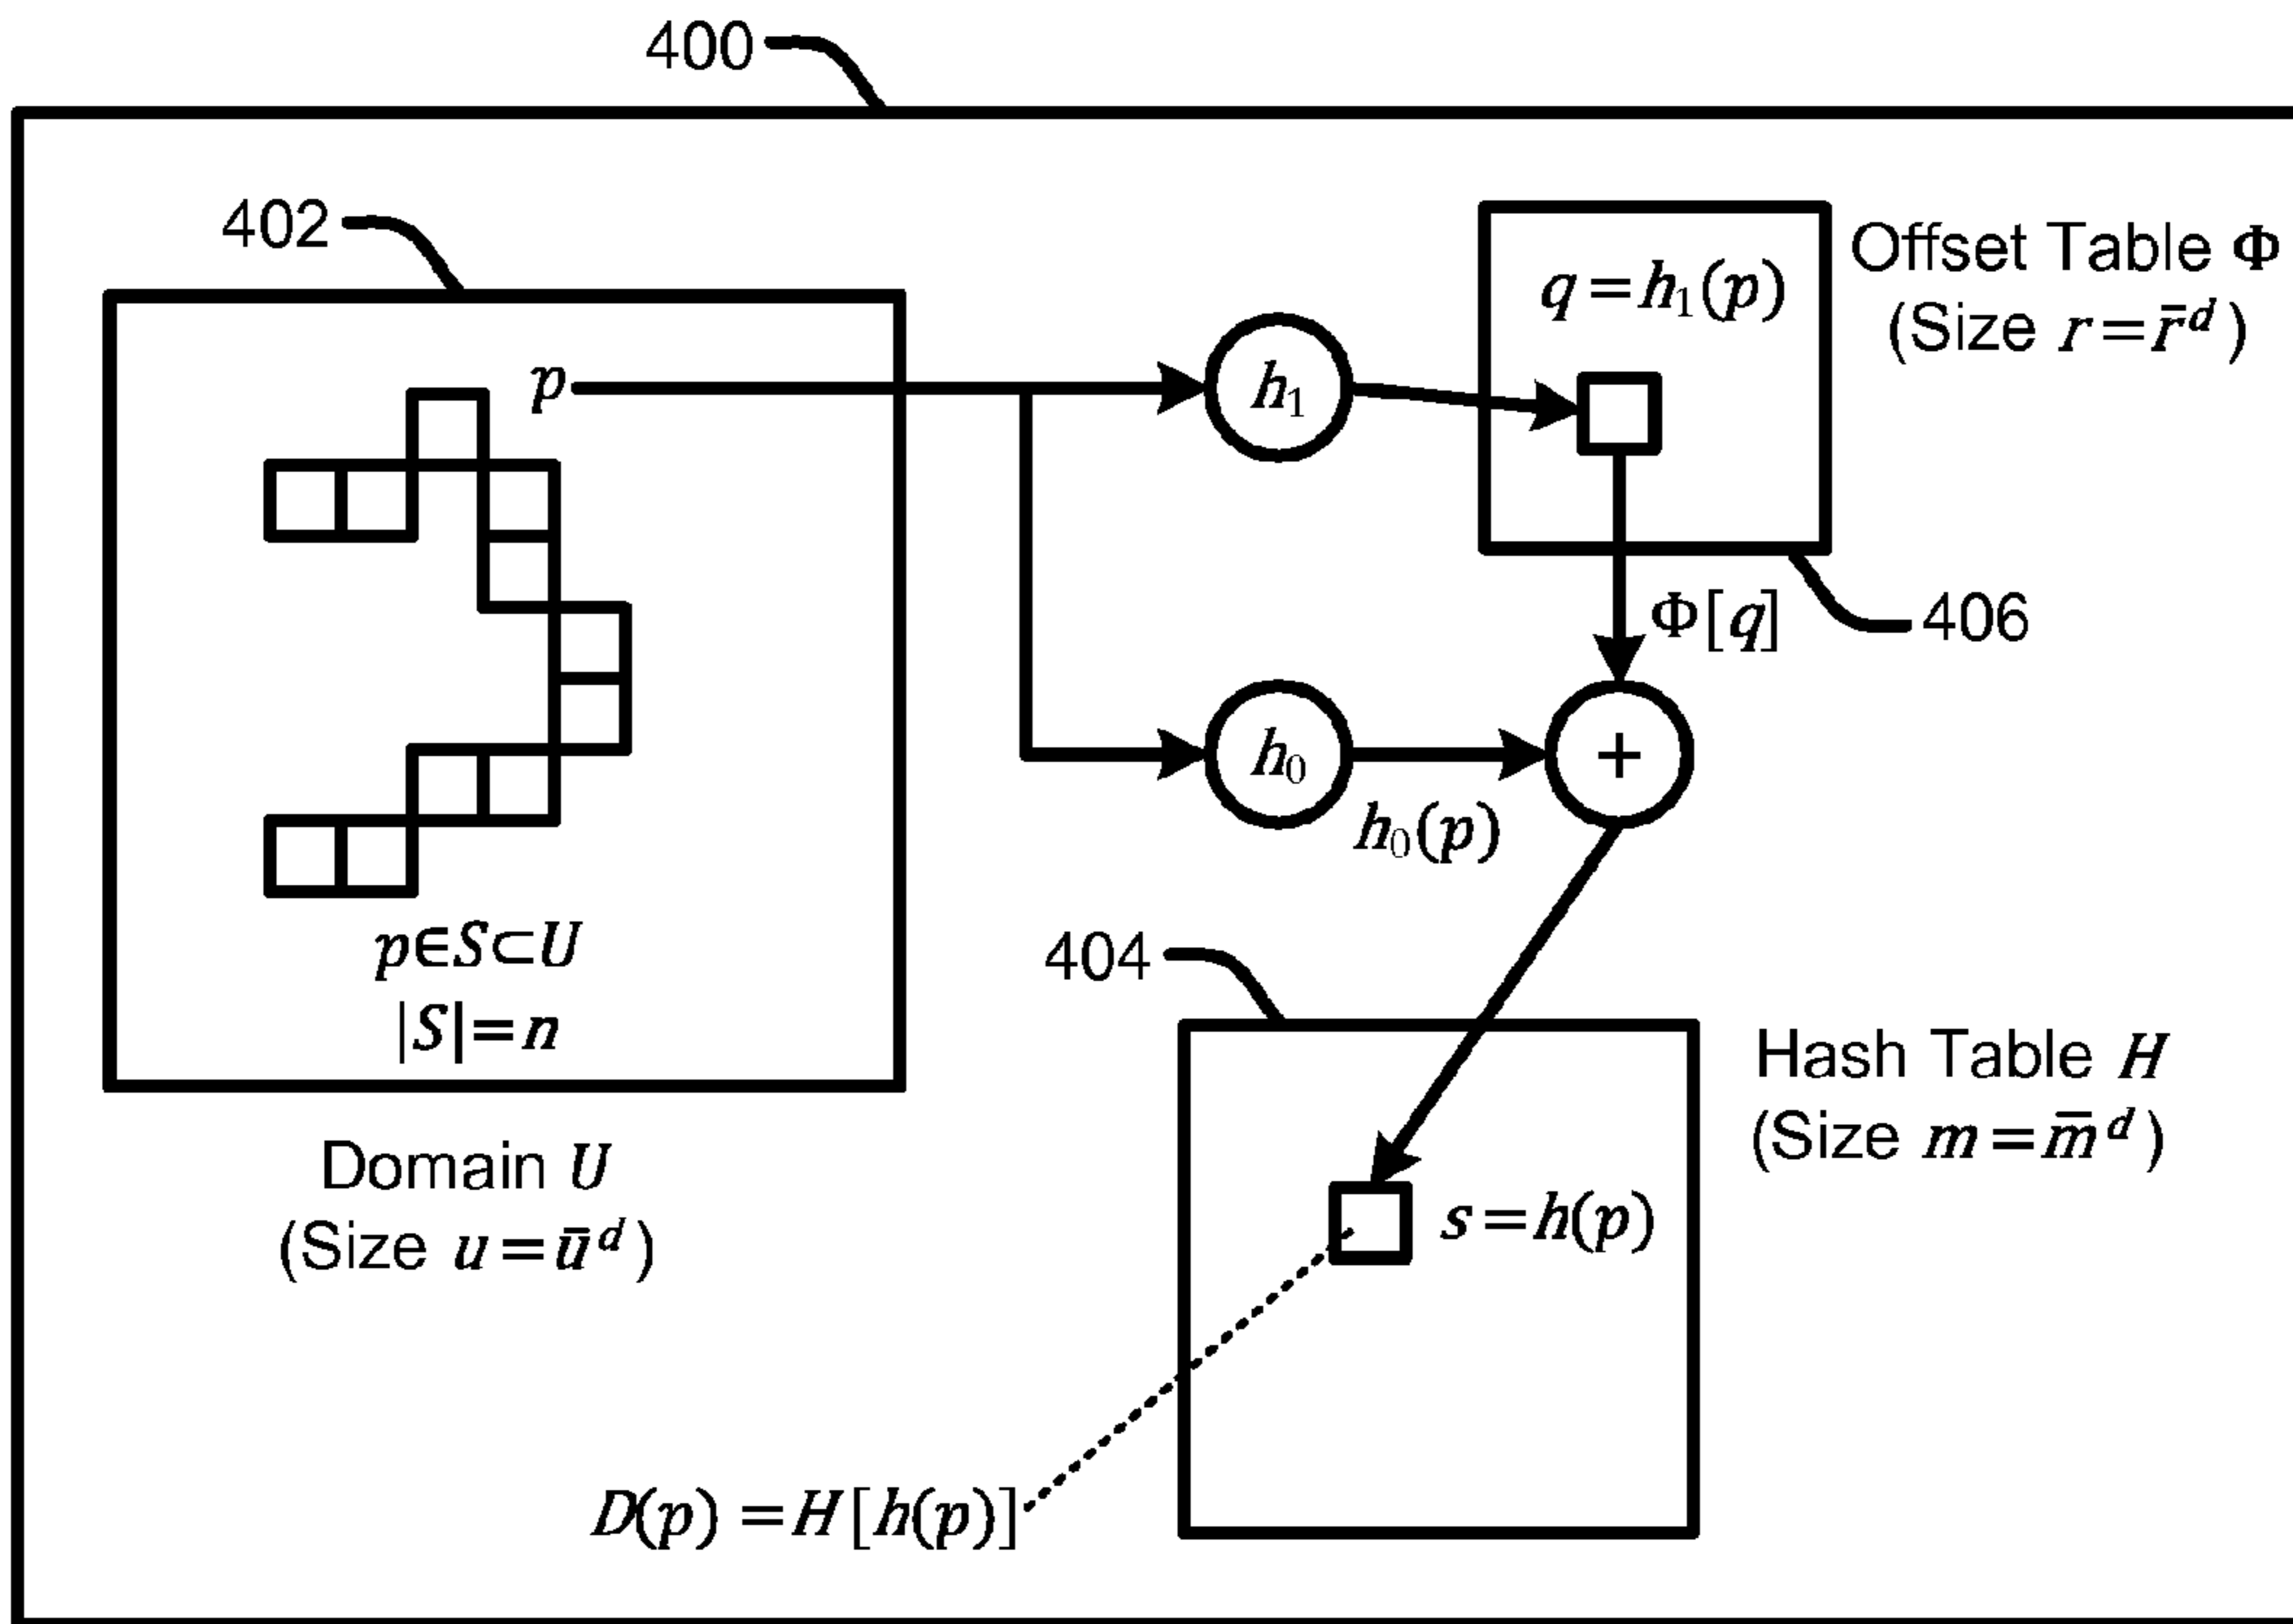 400
402
p
h₁
q=h₁(p)
Offset Table Φ
(Size r=r̄ᵈ)
Φ[q]
406
h₀
+
h₀(p)
p∈S⊂U
|S|=n
404
Domain U
(Size u=ūᵈ)
Hash Table H
(Size m=m̄ᵈ)
s=h(p)
D(p)=H[h(p)]